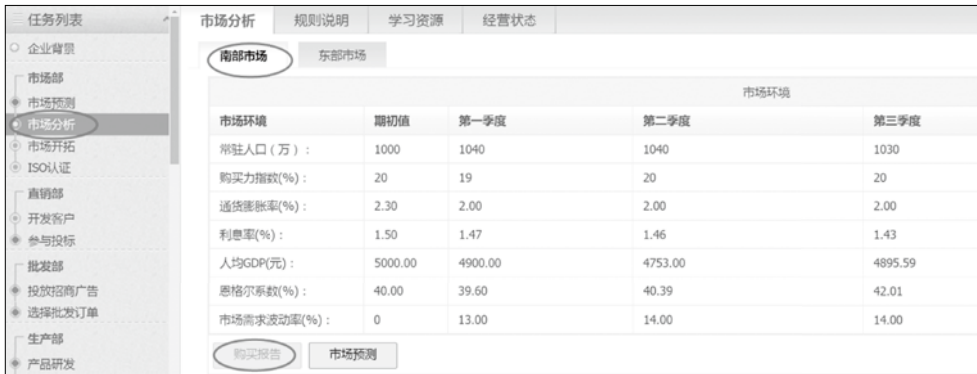 任务列表
企业背景
市场部
市场预测
市场分析
市场开拓
ISO认证
直销部
开发客户
参与投标
批发部
投放招商广告
选择批发订单
生产部
产品研发
市场分析 规则说明 学习资源 经营状态
南部市场 东部市场
市场环境
市场环境 期初值 第一季度 第二季度 第三季度
常驻人口（万）: 1000 1040 1040 1030
购买力指数(%): 20 19 20 20
通货膨胀率(%): 2.30 2.00 2.00 2.00
利息率(%): 1.50 1.47 1.46 1.43
人均GDP(元): 5000.00 4900.00 4753.00 4895.59
恩格尔系数(%): 40.00 39.60 40.39 42.01
市场需求波动率(%): 0 13.00 14.00 14.00
购买报告 市场预测